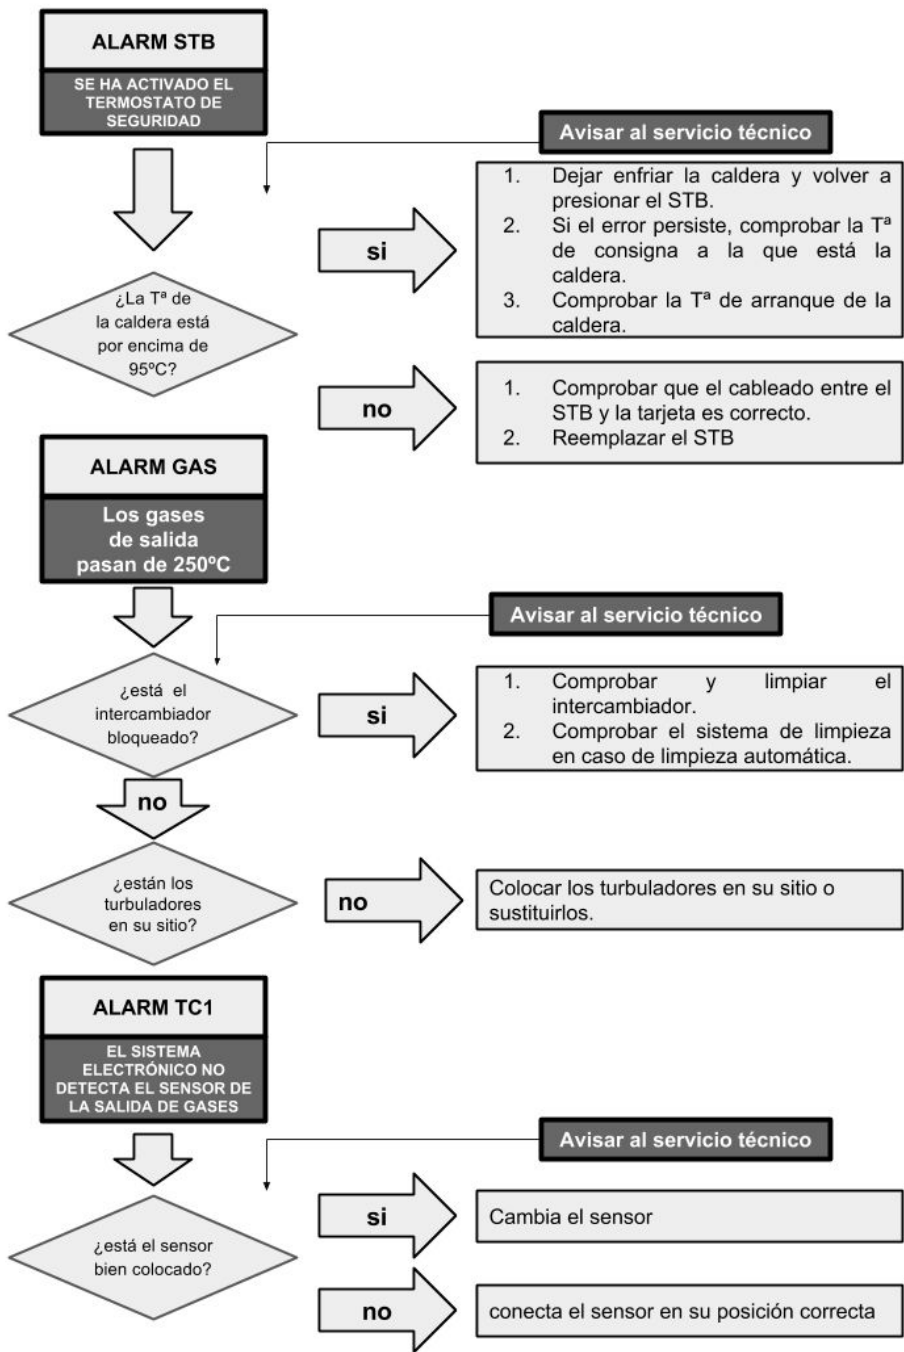 ALARM STB
SE HA ACTIVADO EL
TERMOSTATO DE
SEGURIDAD
Avisar al servicio técnico
¿La Tª de
la caldera está
por encima de
95ºC?
si
1. Dejar enfriar la caldera y volver a
presionar el STB.
2. Si el error persiste, comprobar la Tª
de consigna a la que está la
caldera.
3. Comprobar la Tª de arranque de la
caldera.
no
1. Comprobar que el cableado entre el
STB y la tarjeta es correcto.
2. Reemplazar el STB
ALARM GAS
Los gases
de salida
pasan de 250ºC
Avisar al servicio técnico
¿está el
intercambiador
bloqueado?
si
1. Comprobar y limpiar el
intercambiador.
2. Comprobar el sistema de limpieza
en caso de limpieza automática.
no
¿están los
turbuladores
en su sitio?
no
Colocar los turbuladores en su sitio o
sustituirlos.
ALARM TC1
EL SISTEMA
ELECTRÓNICO NO
DETECTA EL SENSOR DE
LA SALIDA DE GASES
Avisar al servicio técnico
¿está el sensor
bien colocado?
si
Cambia el sensor
no
conecta el sensor en su posición correcta